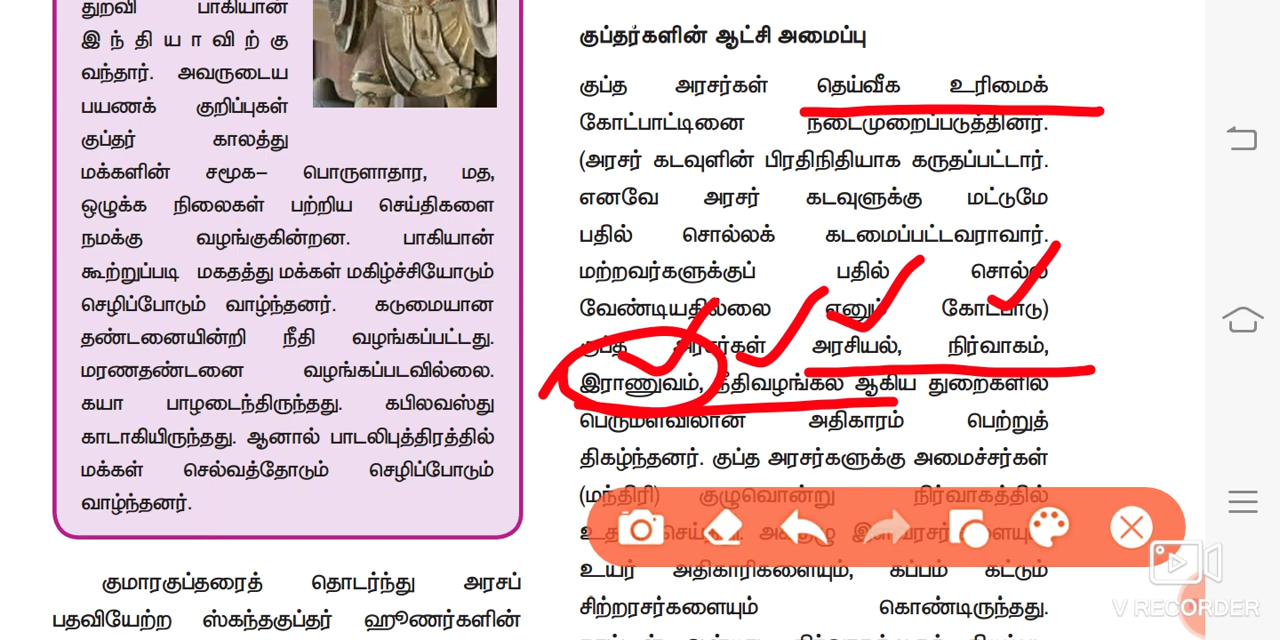 துறவி பாகியான்
இந்தியாவிற்கு
வந்தார். அவருடைய
பயணக் குறிப்புகள்
குப்தர் காலத்து
மக்களின் சமூக– பொருளாதார, மத,
ஒழுக்க நிலைகள் பற்றிய செய்திகளை
நமக்கு வழங்குகின்றன. பாகியான்
கூற்றுப்படி மகதத்து மக்கள் மகிழ்ச்சியோடும்
செழிப்போடும் வாழ்ந்தனர். கடுமையான
தண்டனையின்றி நீதி வழங்கப்பட்டது.
மரணதண்டனை வழங்கப்படவில்லை.
கயா பாழடைந்திருந்தது. கபிலவஸ்து
காடாகியிருந்தது. ஆனால் பாடலிபுத்திரத்தில்
மக்கள் செல்வத்தோடும் செழிப்போடும்
வாழ்ந்தனர்.
குமாரகுப்தரைத் தொடர்ந்து அரசப்
பதவியேற்ற ஸ்கந்தகுப்தர் ஹூணர்களின்
குப்தர்களின் ஆட்சி அமைப்பு
குப்த அரசர்கள் தெய்வீக உரிமைக்
கோட்பாட்டினை நடைமுறைப்படுத்தினர்.
(அரசர் கடவுளின் பிரதிநிதியாக கருதப்பட்டார்.
எனவே அரசர் கடவுளுக்கு மட்டுமே
பதில் சொல்லக் கடமைப்பட்டவராவார்.
மற்றவர்களுக்குப் பதில் சொல்ல
வேண்டியதில்லை எனும் கோட்பாடு)
குப்த அரசர்கள் அரசியல், நிர்வாகம்,
இராணுவம், நீதிவழங்கல் ஆகிய துறைகளில்
பெருமளவிலான அதிகாரம் பெற்றுத்
திகழ்ந்தனர். குப்த அரசர்களுக்கு அமைச்சர்கள்
(மந்திரி) குழுவொன்று நிர்வாகத்தில்
உயர் அதிகாரிகளையும், கப்பம் கட்டும்
சிற்றரசர்களையும் கொண்டிருந்தது.
V RECORDER